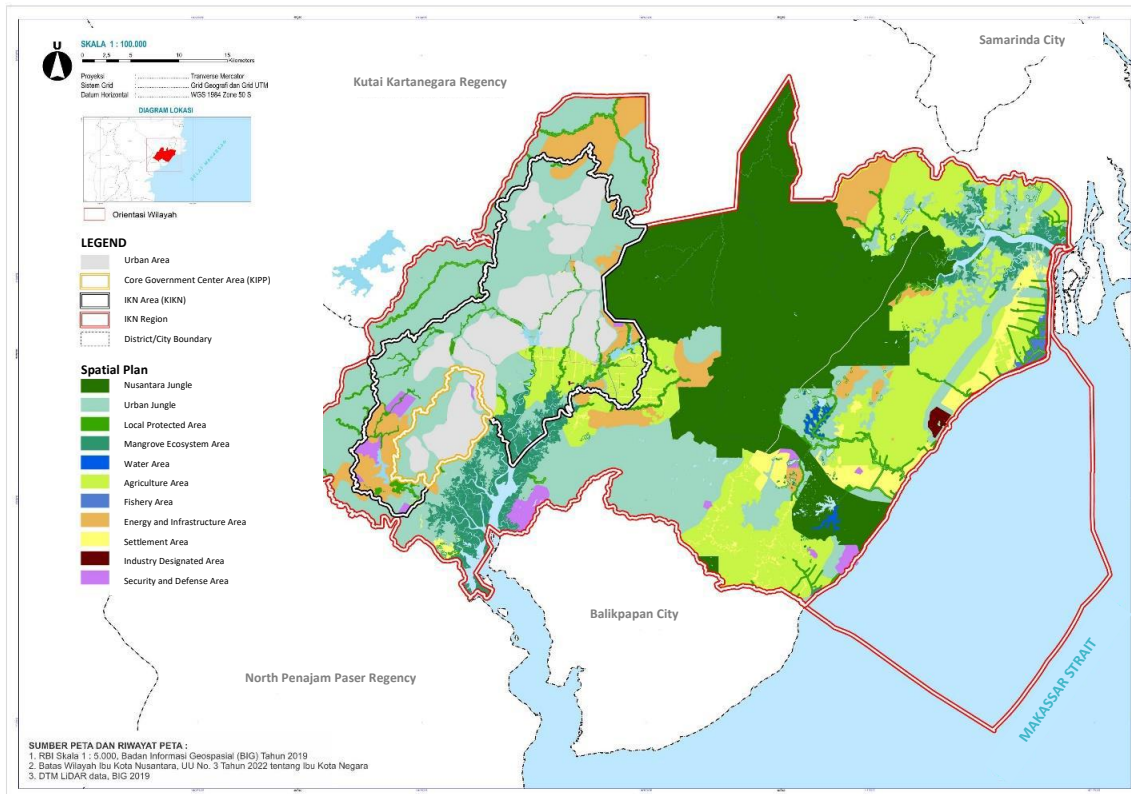 SKALA 1 : 100.000
U
0 2,5 5 10 15
Kilometers
Proyeksi : Tranverse Mercator
Sistem Grid : Grid Geografi dan Grid UTM
Datum Horizontal : WGS 1984 Zone 50 S
DIAGRAM LOKASI
SELAT MAKASSAR
Orientasi Wilayah
LEGEND
Urban Area
Core Government Center Area (KIPP)
IKN Area (KIKN)
IKN Region
District/City Boundary
Spatial Plan
Nusantara Jungle
Urban Jungle
Local Protected Area
Mangrove Ecosystem Area
Water Area
Agriculture Area
Fishery Area
Energy and Infrastructure Area
Settlement Area
Industry Designated Area
Security and Defense Area
Samarinda City
Kutai Kartanegara Regency
Balikpapan City
North Penajam Paser Regency
MAKASSAR STRAIT
SUMBER PETA DAN RIWAYAT PETA :
1. RBI Skala 1 : 5.000, Badan Informasi Geospasial (BIG) Tahun 2019
2. Batas Wilayah Ibu Kota Nusantara, UU No. 3 Tahun 2022 tentang Ibu Kota Negara
3. DTM LiDAR data, BIG 2019